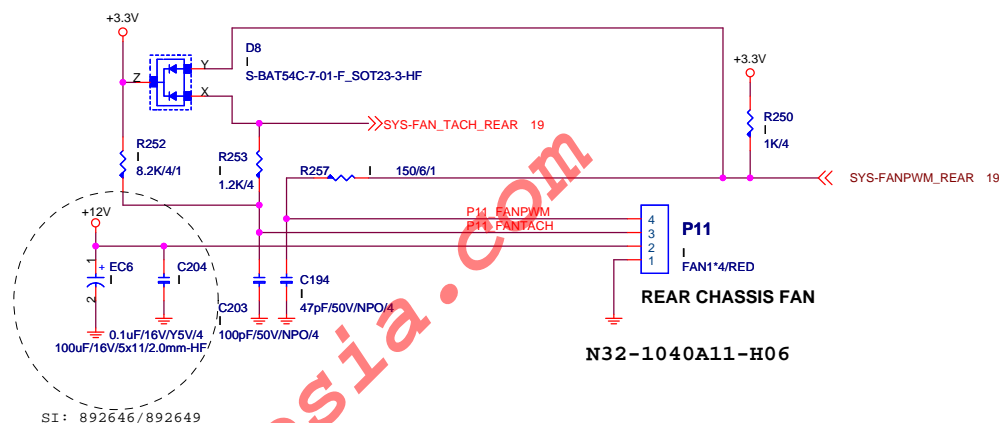 +3.3V
D8
I
S-BAT54C-7-01-F_SOT23-3-HF
Y
Z
X
+3.3V
SYS-FAN_TACH_REAR 19
R250
I
1K/4
R252
I
8.2K/4/1
R253
I
1.2K/4
R257 I 150/6/1
SYS-FANPWM_REAR 19
+12V
P11_FANPWM
P11_FANTACH
4
3
2
1
P11
I
FAN1*4/RED
1
+ EC6
I
2
C204
I
C194
I
47pF/50V/NPO/4
REAR CHASSIS FAN
C203
I
0.1uF/16V/Y5V/4
100pF/50V/NPO/4
100uF/16V/5x11/2.0mm-HF
N32-1040A11-H06
SI: 892646/892649
sia.com